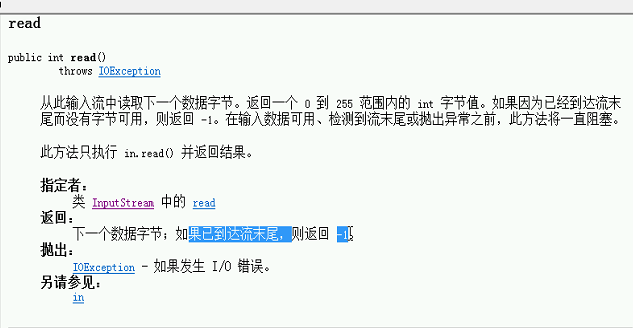 read
public int read()
throws IOException
从此输入流中读取下一个数据字节。返回一个 0 到 255 范围内的 int 字节值。如果因为已经到达流末
尾而没有字节可用，则返回 -1。在输入数据可用、检测到流末尾或抛出异常之前，此方法将一直阻塞。
此方法只执行 in.read() 并返回结果。
指定者：
类 InputStream 中的 read
返回：
下一个数据字节；如果已到达流末尾，则返回 -1
抛出：
IOException - 如果发生 I/O 错误。
另请参见：
in